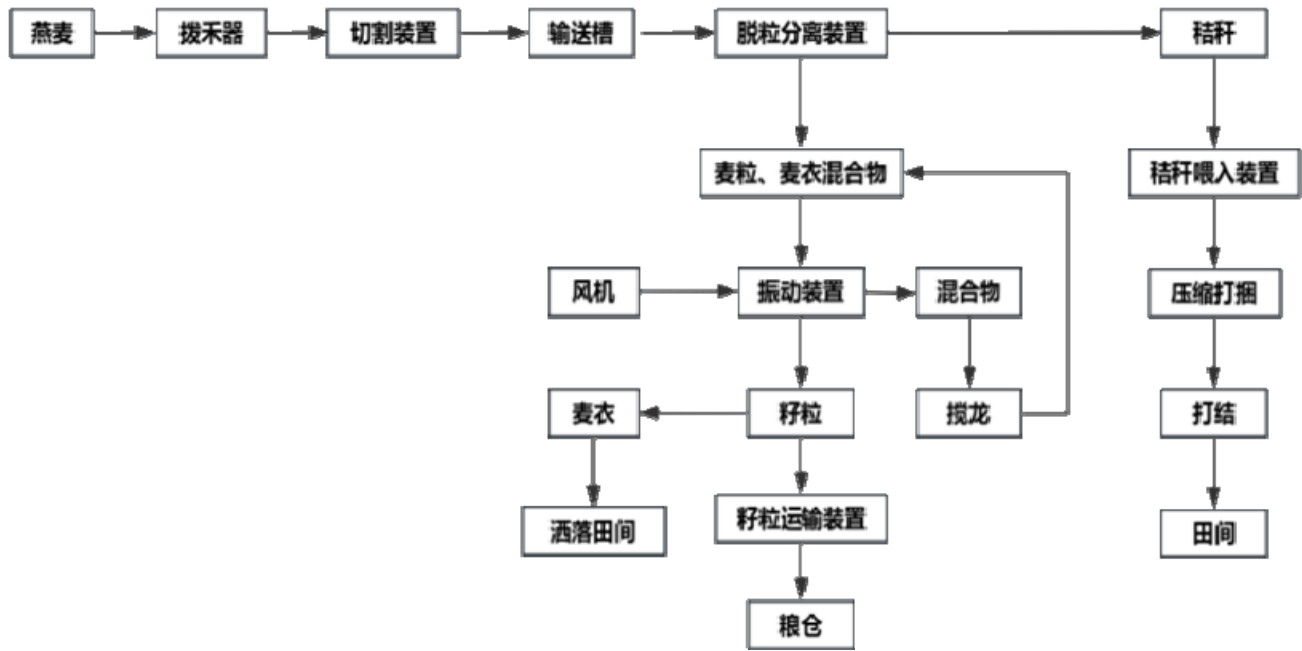 燕麦
拨禾器
切割装置
输送槽
脱粒分离装置
秸秆
麦粒、麦衣混合物
秸秆喂入装置
风机
振动装置
混合物
压缩打捆
麦衣
籽粒
搅龙
打结
洒落田间
籽粒运输装置
田间
粮仓